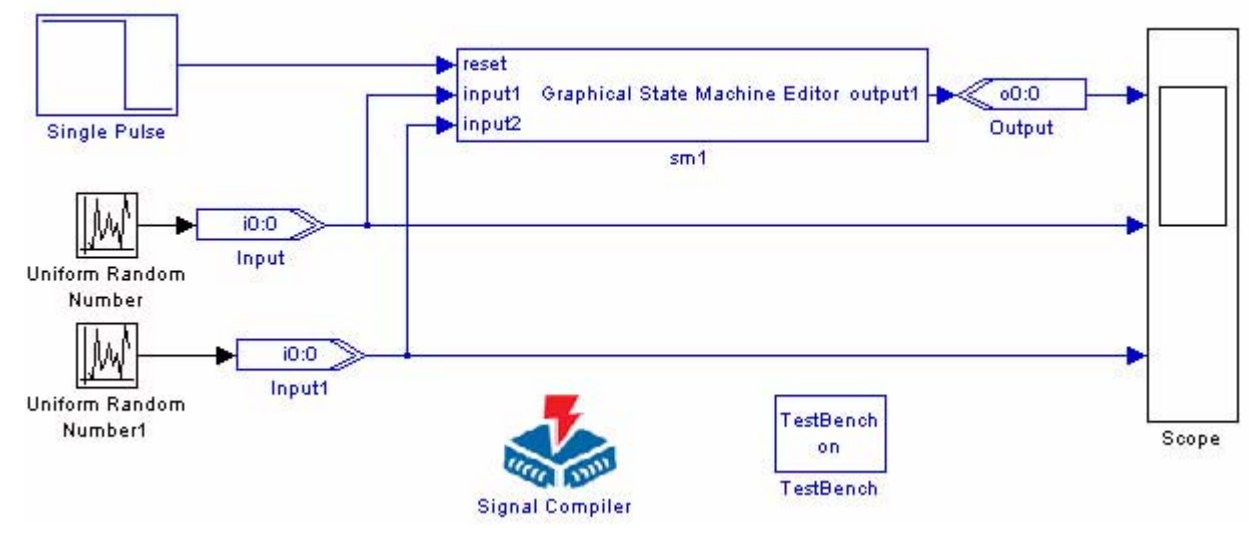 reset
input1 Graphical State Machine Editor output1
input2
sm1
o0:0
Output
Single Pulse
i0:0
Input
Uniform Random
Number
i0:0
Input1
Uniform Random
Number1
Signal Compiler
TestBench
on
TestBench
Scope